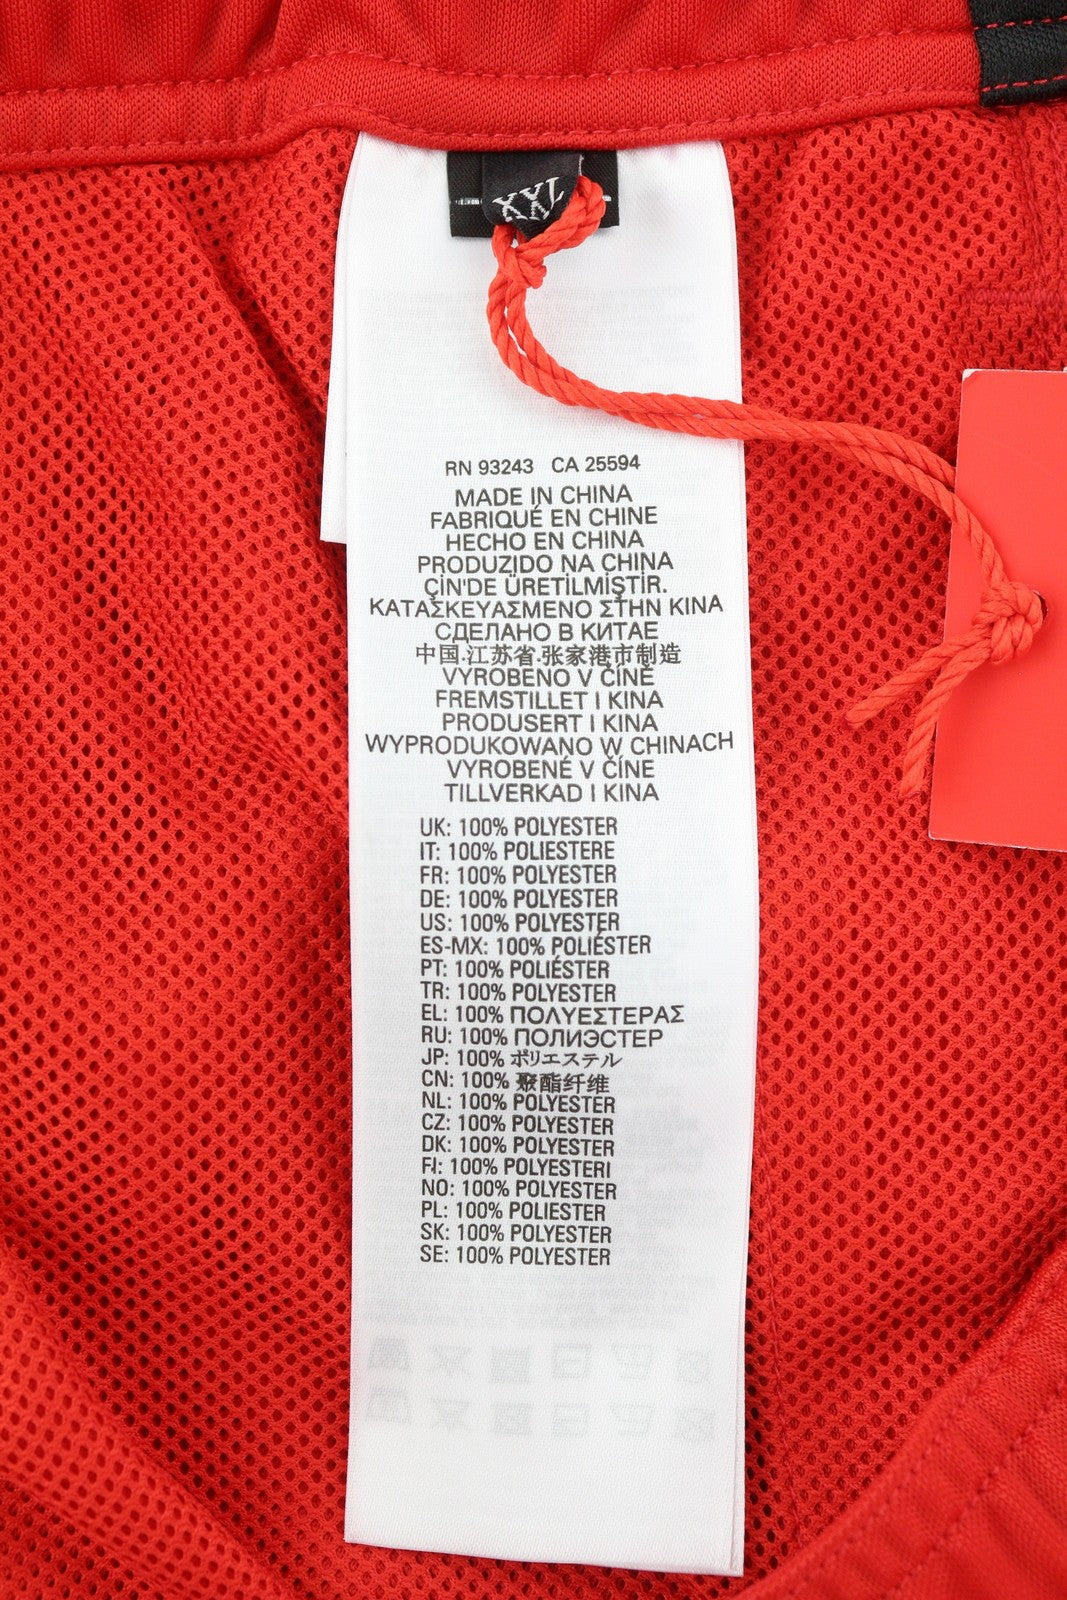 XXL
RN 93243 CA 25594
MADE IN CHINA
FABRIQUÉ EN CHINE
HECHO EN CHINA
PRODUZIDO NA CHINA
ÇİN'DE ÜRETİLMİŞTİR.
ΚΑΤΑΣΚΕΥΑΣΜΕΝΟ ΣΤΗΝ ΚΙΝΑ
СДЕЛАНО В КИТАЕ
中国.江苏省.张家港市制造
VYROBENO V ČÍNĚ
FREMSTILLET I KINA
PRODUSERT I KINA
WYPRODUKOWANO W CHINACH
VYROBENÉ V ČÍNE
TILLVERKAD I KINA
UK: 100% POLYESTER
IT: 100% POLIESTERE
FR: 100% POLYESTER
DE: 100% POLYESTER
US: 100% POLYESTER
ES-MX: 100% POLIÉSTER
PT: 100% POLIÉSTER
TR: 100% POLYESTER
EL: 100% ΠΟΛΥΕΣΤΕΡΑΣ
RU: 100% ПОЛИЭСТЕР
JP: 100% ポリエステル
CN: 100% 聚酯纤维
NL: 100% POLYESTER
CZ: 100% POLYESTER
DK: 100% POLYESTER
FI: 100% POLYESTERI
NO: 100% POLYESTER
PL: 100% POLIESTER
SK: 100% POLYESTER
SE: 100% POLYESTER